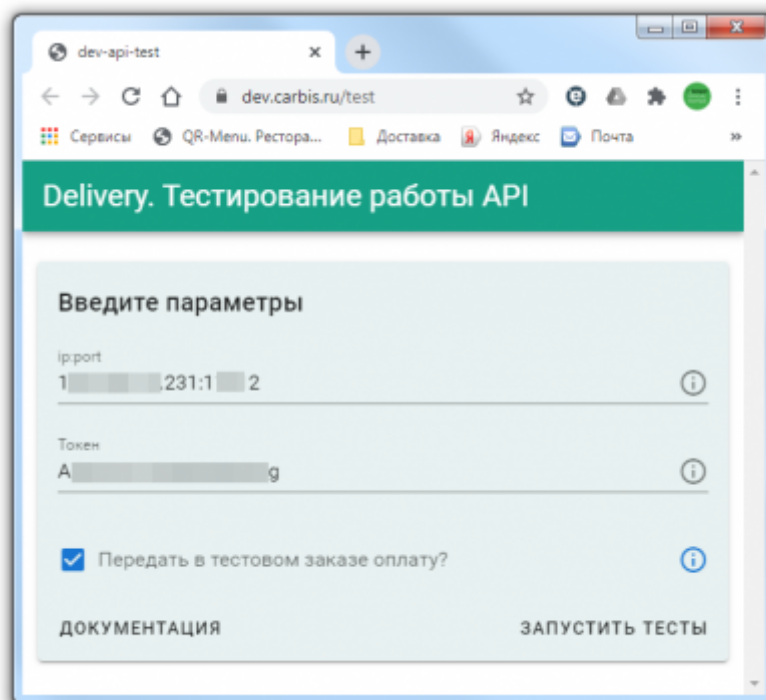 dev-api-test
dev.carbis.ru/test
Сервисы QR-Menu. Рестора... Доставка Яндекс Почта
Delivery. Тестирование работы API
Введите параметры
ip:port
1 .231:1 2
Токен
A g
Передать в тестовом заказе оплату?
ДОКУМЕНТАЦИЯ ЗАПУСТИТЬ ТЕСТЫ